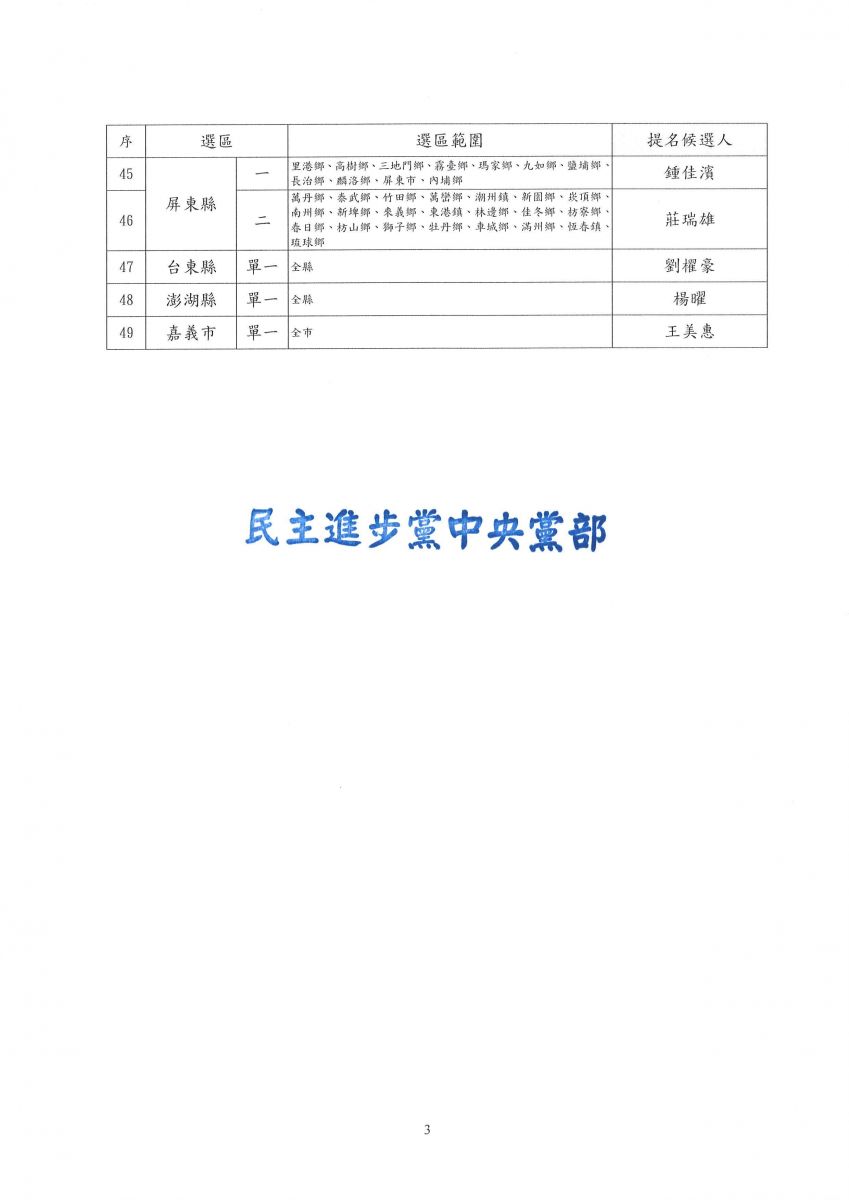 序 選區 選區範圍 提名候選人
45 屏東縣 一 里港鄉、高樹鄉、三地門鄉、霧臺鄉、瑪家鄉、九如鄉、鹽埔鄉、
長治鄉、麟洛鄉、屏東市、內埔鄉 鍾佳濱
46 二 萬丹鄉、泰武鄉、竹田鄉、萬巒鄉、潮州鎮、新園鄉、崁頂鄉、
南州鄉、新埤鄉、來義鄉、東港鎮、林邊鄉、佳冬鄉、枋寮鄉、
春日鄉、枋山鄉、獅子鄉、牡丹鄉、車城鄉、滿州鄉、恆春鎮、
琉球鄉 莊瑞雄
47 台東縣 單一 全縣 劉櫂豪
48 澎湖縣 單一 全縣 楊曜
49 嘉義市 單一 全市 王美惠
民主進步黨中央黨部
3